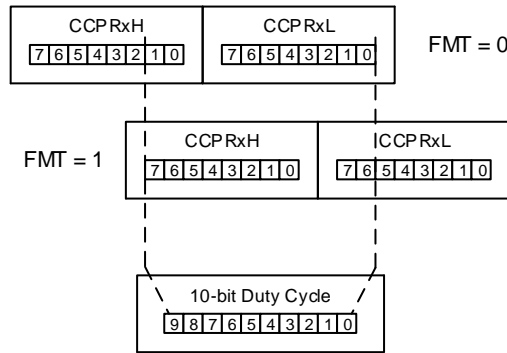 CCPRxH CCPRxL
7 6 5 4 3 2 1 0 7 6 5 4 3 2 1 0 FMT = 0
CCPRxH CCPRxL
FMT = 1 7 6 5 4 3 2 1 0 7 6 5 4 3 2 1 0
10-bit Duty Cycle
9 8 7 6 5 4 3 2 1 0